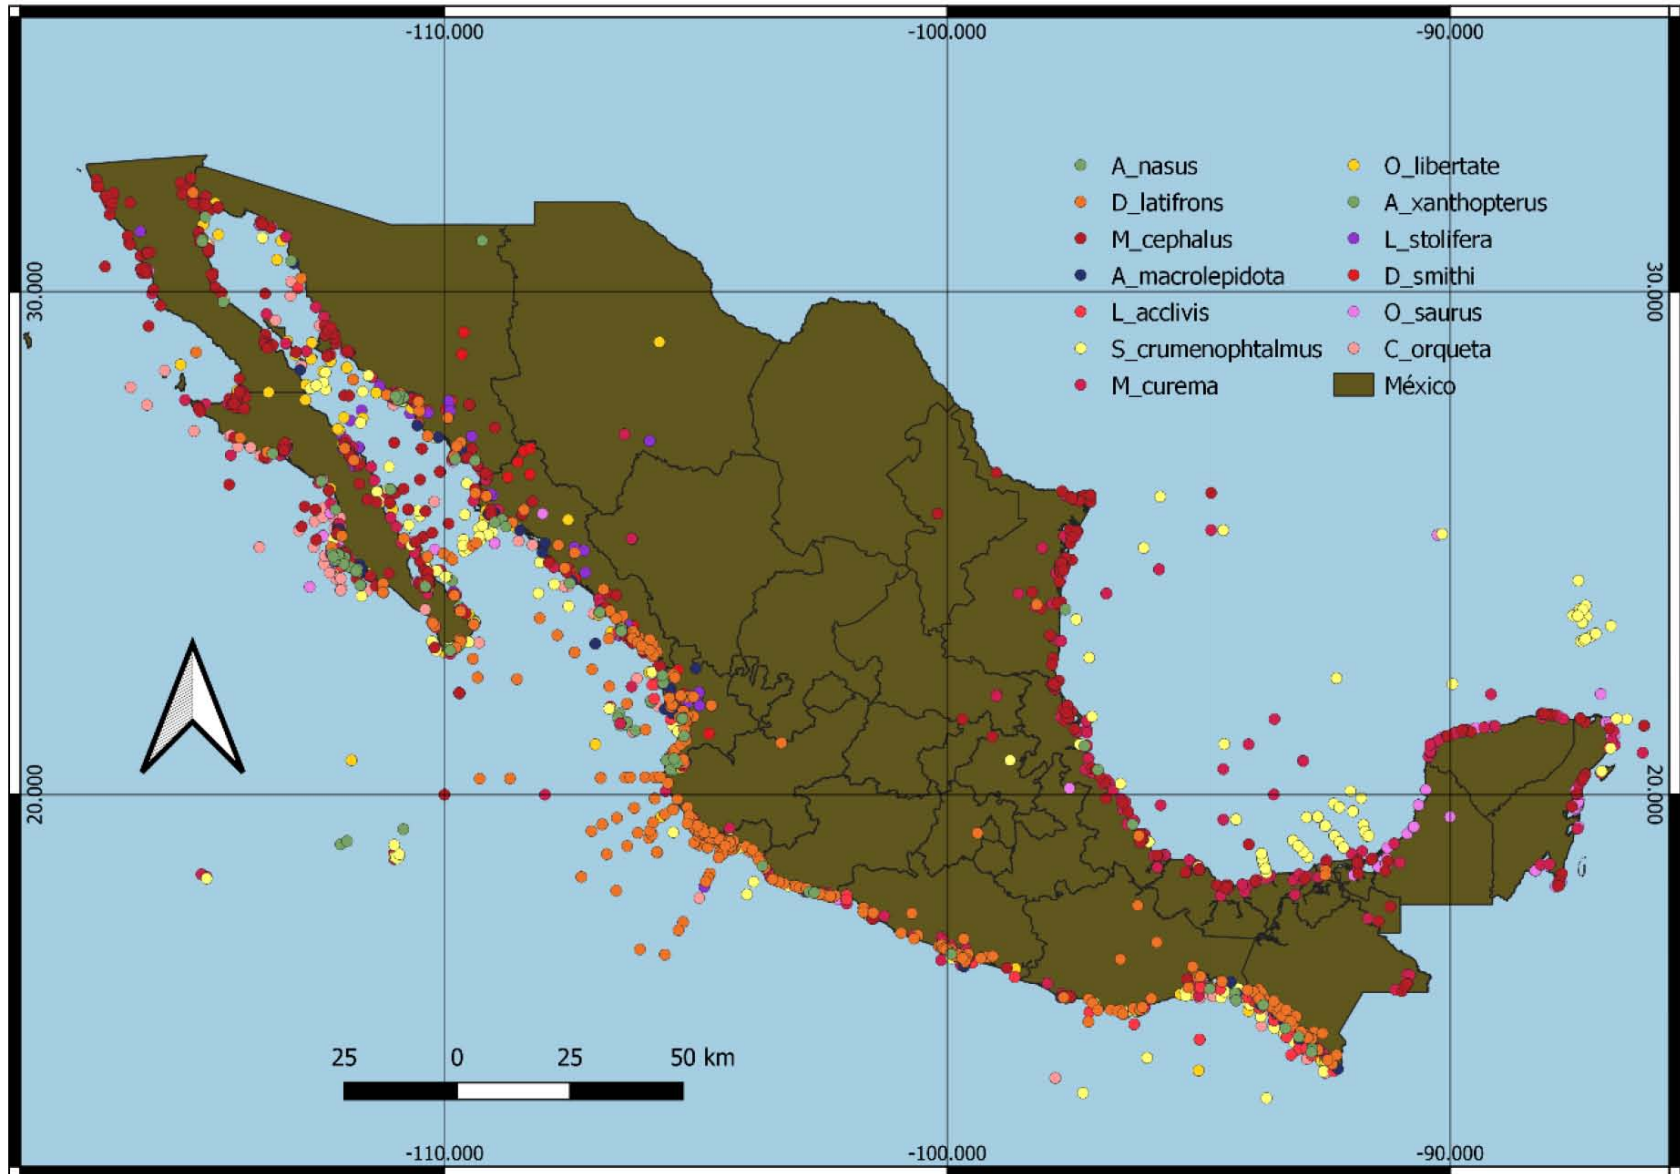 -110.000 -100.000 -90.000
A_nasus O_libertate
D_latifrons A_xanthopterus
M_cephalus L_stolifera
A_macrolepidota D_smithi
L_acclivis O_saurus
S_crumenophtalmus C_orqueta
M_curema México
30.000 30.000
20.000 20.000
25 0 25 50 km
-110.000 -100.000 -90.000